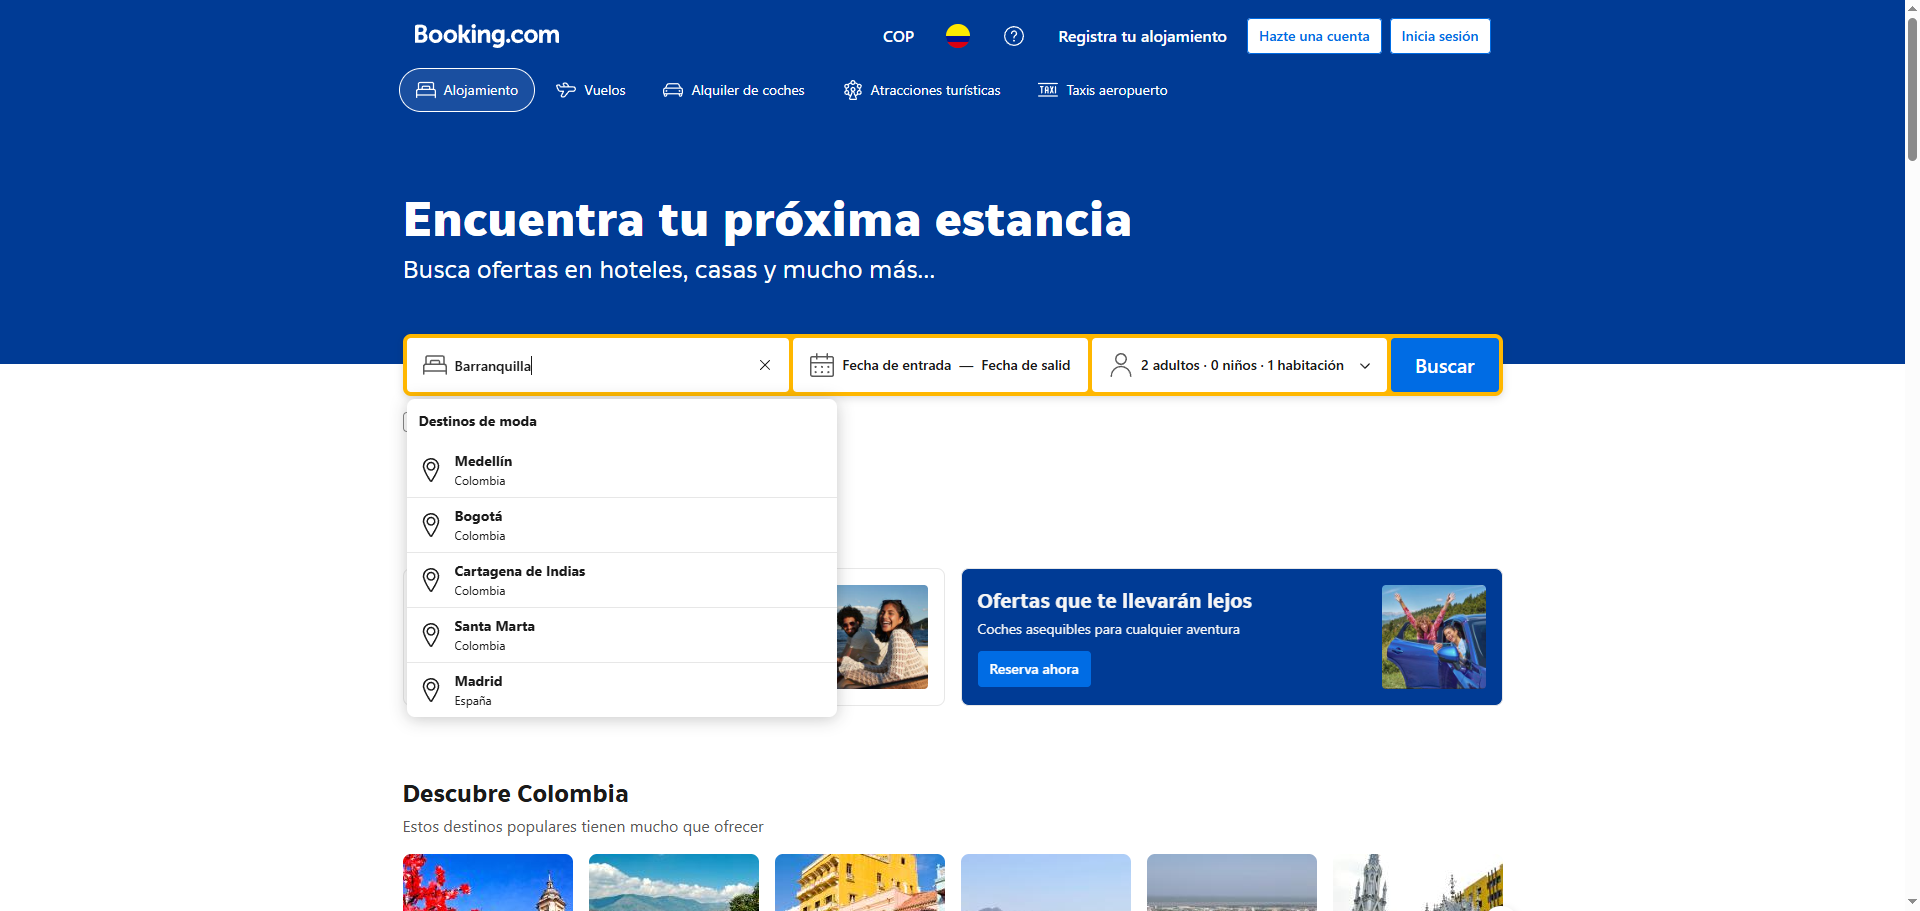 Booking.com
COP
Registra tu alojamiento
Hazte una cuenta
Inicia sesión
Alojamiento
Vuelos
Alquiler de coches
Atracciones turísticas
TAXI
Taxis aeropuerto
Encuentra tu próxima estancia
Busca ofertas en hoteles, casas y mucho más...
Barranquilla
Fecha de entrada — Fecha de salid
2 adultos · 0 niños · 1 habitación
Buscar
Destinos de moda
Medellín
Colombia
Bogotá
Colombia
Cartagena de Indias
Colombia
Santa Marta
Colombia
Madrid
España
Ofertas que te llevarán lejos
Coches asequibles para cualquier aventura
Reserva ahora
Descubre Colombia
Estos destinos populares tienen mucho que ofrecer